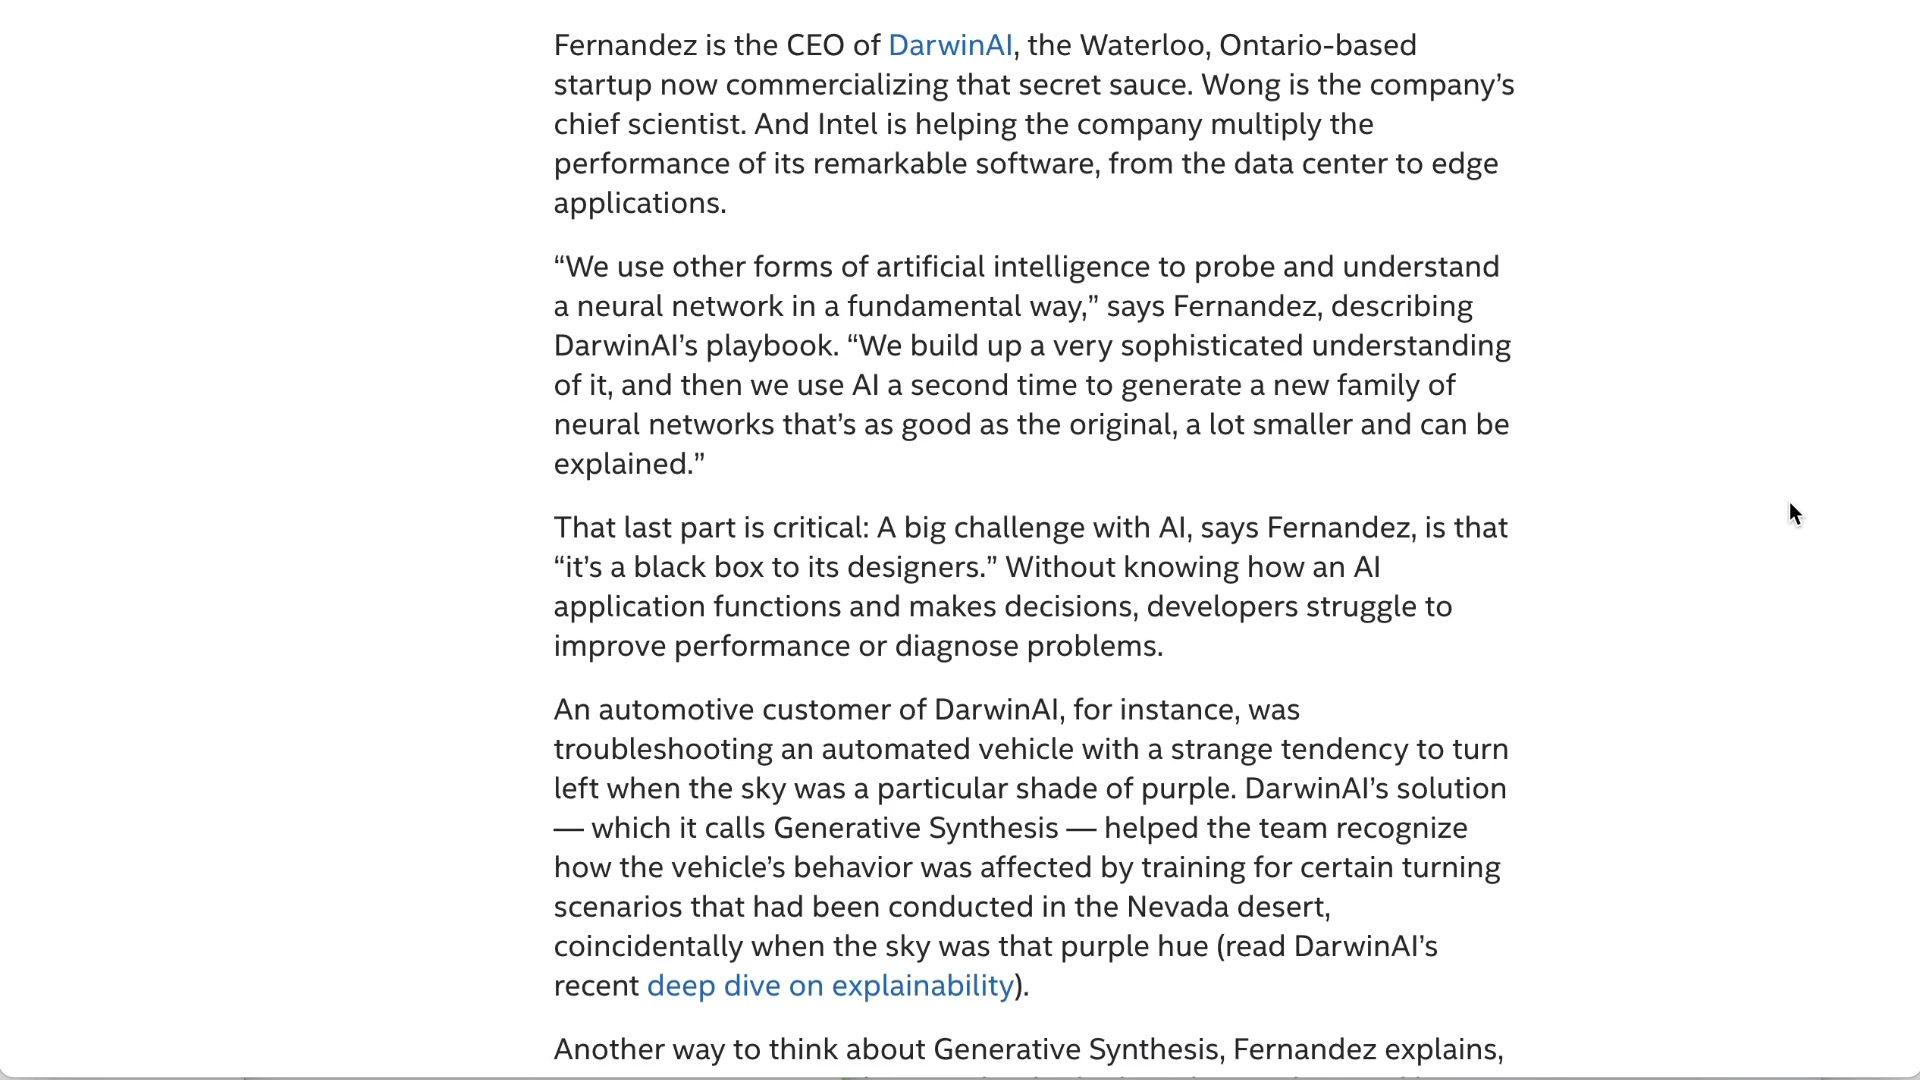 Fernandez is the CEO of DarwinAI, the Waterloo, Ontario-based
startup now commercializing that secret sauce. Wong is the company’s
chief scientist. And Intel is helping the company multiply the
performance of its remarkable software, from the data center to edge
applications.
“We use other forms of artificial intelligence to probe and understand
a neural network in a fundamental way,” says Fernandez, describing
DarwinAI’s playbook. “We build up a very sophisticated understanding
of it, and then we use AI a second time to generate a new family of
neural networks that’s as good as the original, a lot smaller and can be
explained.”
That last part is critical: A big challenge with AI, says Fernandez, is that
“it’s a black box to its designers.” Without knowing how an AI
application functions and makes decisions, developers struggle to
improve performance or diagnose problems.
An automotive customer of DarwinAI, for instance, was
troubleshooting an automated vehicle with a strange tendency to turn
left when the sky was a particular shade of purple. DarwinAI’s solution
— which it calls Generative Synthesis — helped the team recognize
how the vehicle’s behavior was affected by training for certain turning
scenarios that had been conducted in the Nevada desert,
coincidentally when the sky was that purple hue (read DarwinAI’s
recent deep dive on explainability).
Another way to think about Generative Synthesis, Fernandez explains,